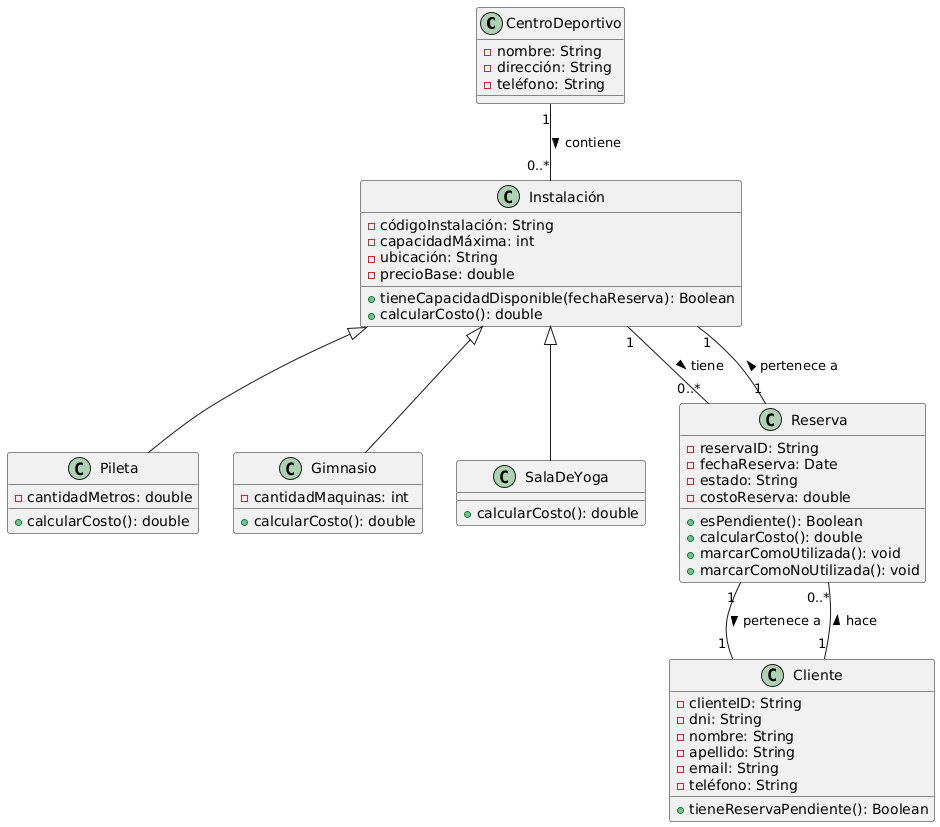 C CentroDeportivo
nombre: String
dirección: String
teléfono: String
1
contiene
0..*
C Instalación
códigoInstalación: String
capacidadMáxima: int
ubicación: String
precioBase: double
tieneCapacidadDisponible(fechaReserva): Boolean
calcularCosto(): double
1
1
tiene
pertenece a
0..*
1
C Pileta
cantidadMetros: double
calcularCosto(): double
C Gimnasio
cantidadMaquinas: int
calcularCosto(): double
C SalaDeYoga
calcularCosto(): double
C Reserva
reservaID: String
fechaReserva: Date
estado: String
costoReserva: double
esPendiente(): Boolean
calcularCosto(): double
marcarComoUtilizada(): void
marcarComoNoUtilizada(): void
1
0..*
pertenece a
hace
1
1
C Cliente
clienteID: String
dni: String
nombre: String
apellido: String
email: String
teléfono: String
tieneReservaPendiente(): Boolean